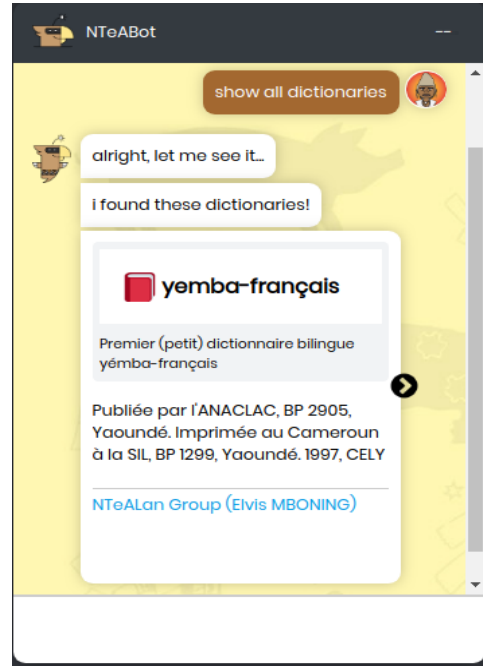 NTeABot
--
show all dictionaries
alright, let me see it...
i found these dictionaries!
yemba-français
Premier (petit) dictionnaire bilingue
yémba-français
Publiée par l'ANACLAC, BP 2905,
Yaoundé. Imprimée au Cameroun
à la SIL, BP 1299, Yaoundé. 1997, CELY
NTeALan Group (Elvis MBONING)